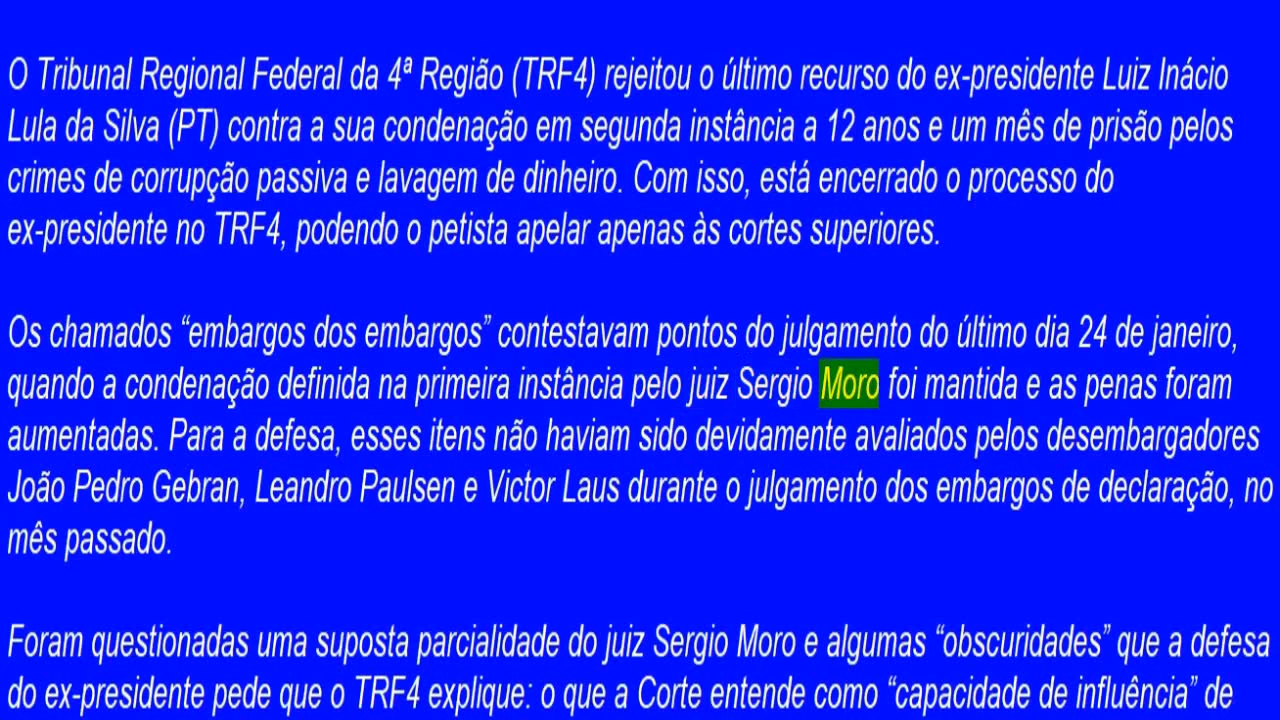 O Tribunal Regional Federal da 4ª Região (TRF4) rejeitou o último recurso do ex-presidente Luiz Inácio
Lula da Silva (PT) contra a sua condenação em segunda instância a 12 anos e um mês de prisão pelos
crimes de corrupção passiva e lavagem de dinheiro. Com isso, está encerrado o processo do
ex-presidente no TRF4, podendo o petista apelar apenas às cortes superiores.
Os chamados “embargos dos embargos” contestavam pontos do julgamento do último dia 24 de janeiro,
quando a condenação definida na primeira instância pelo juiz Sergio Moro foi mantida e as penas foram
aumentadas. Para a defesa, esses itens não haviam sido devidamente avaliados pelos desembargadores
João Pedro Gebran, Leandro Paulsen e Victor Laus durante o julgamento dos embargos de declaração, no
mês passado.
Foram questionadas uma suposta parcialidade do juiz Sergio Moro e algumas “obscuridades” que a defesa
do ex-presidente pede que o TRF4 explique: o que a Corte entende como “capacidade de influência” de